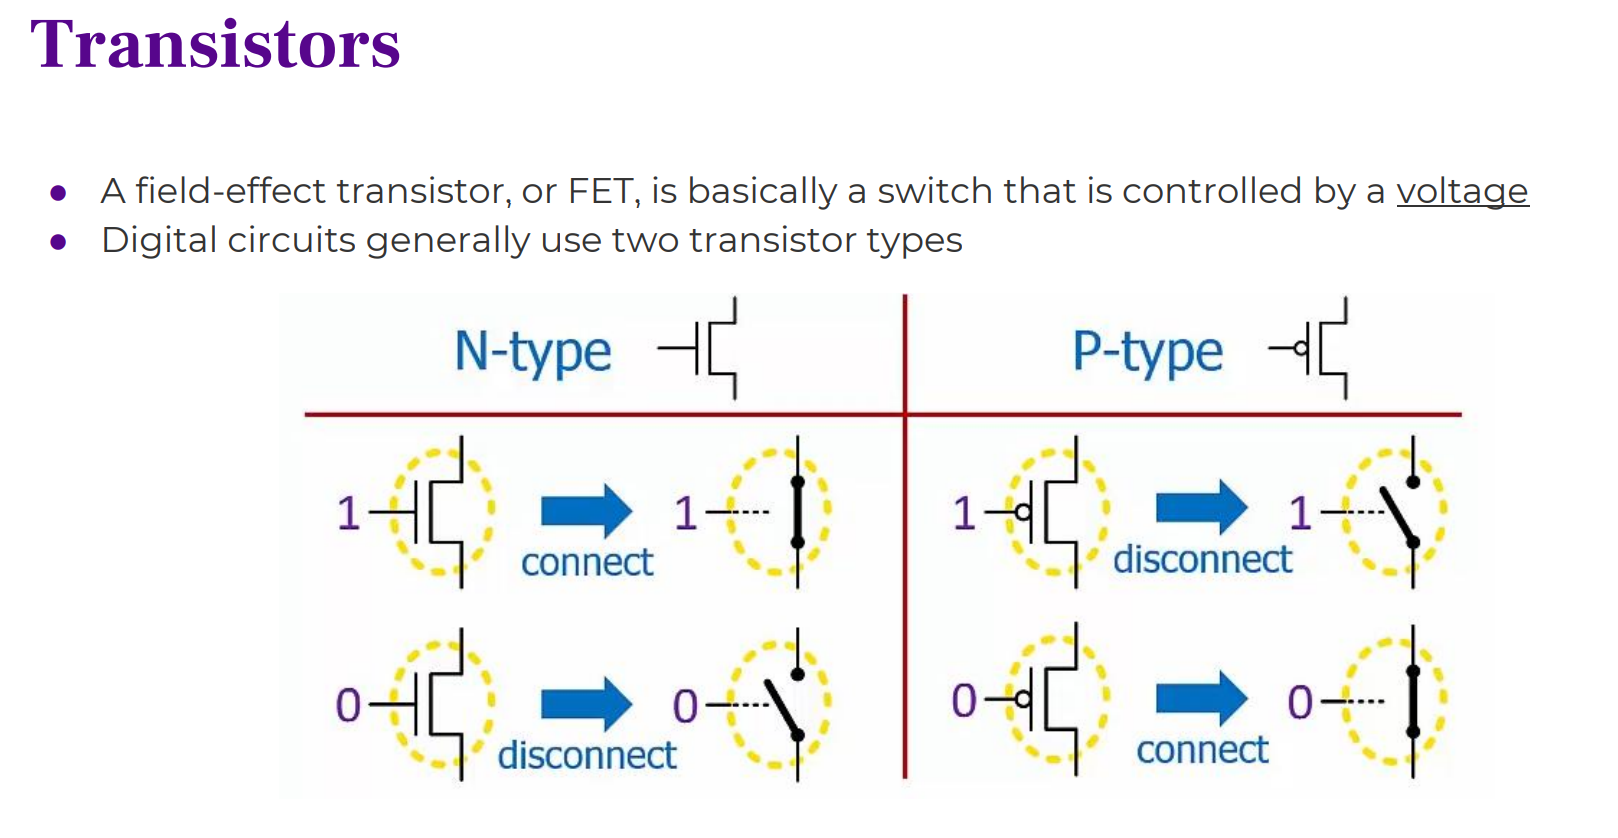 Transistors
● A field-effect transistor, or FET, is basically a switch that is controlled by a voltage
● Digital circuits generally use two transistor types
N-type
P-type
1
connect
1
1
disconnect
1
0
disconnect
0
0
connect
0